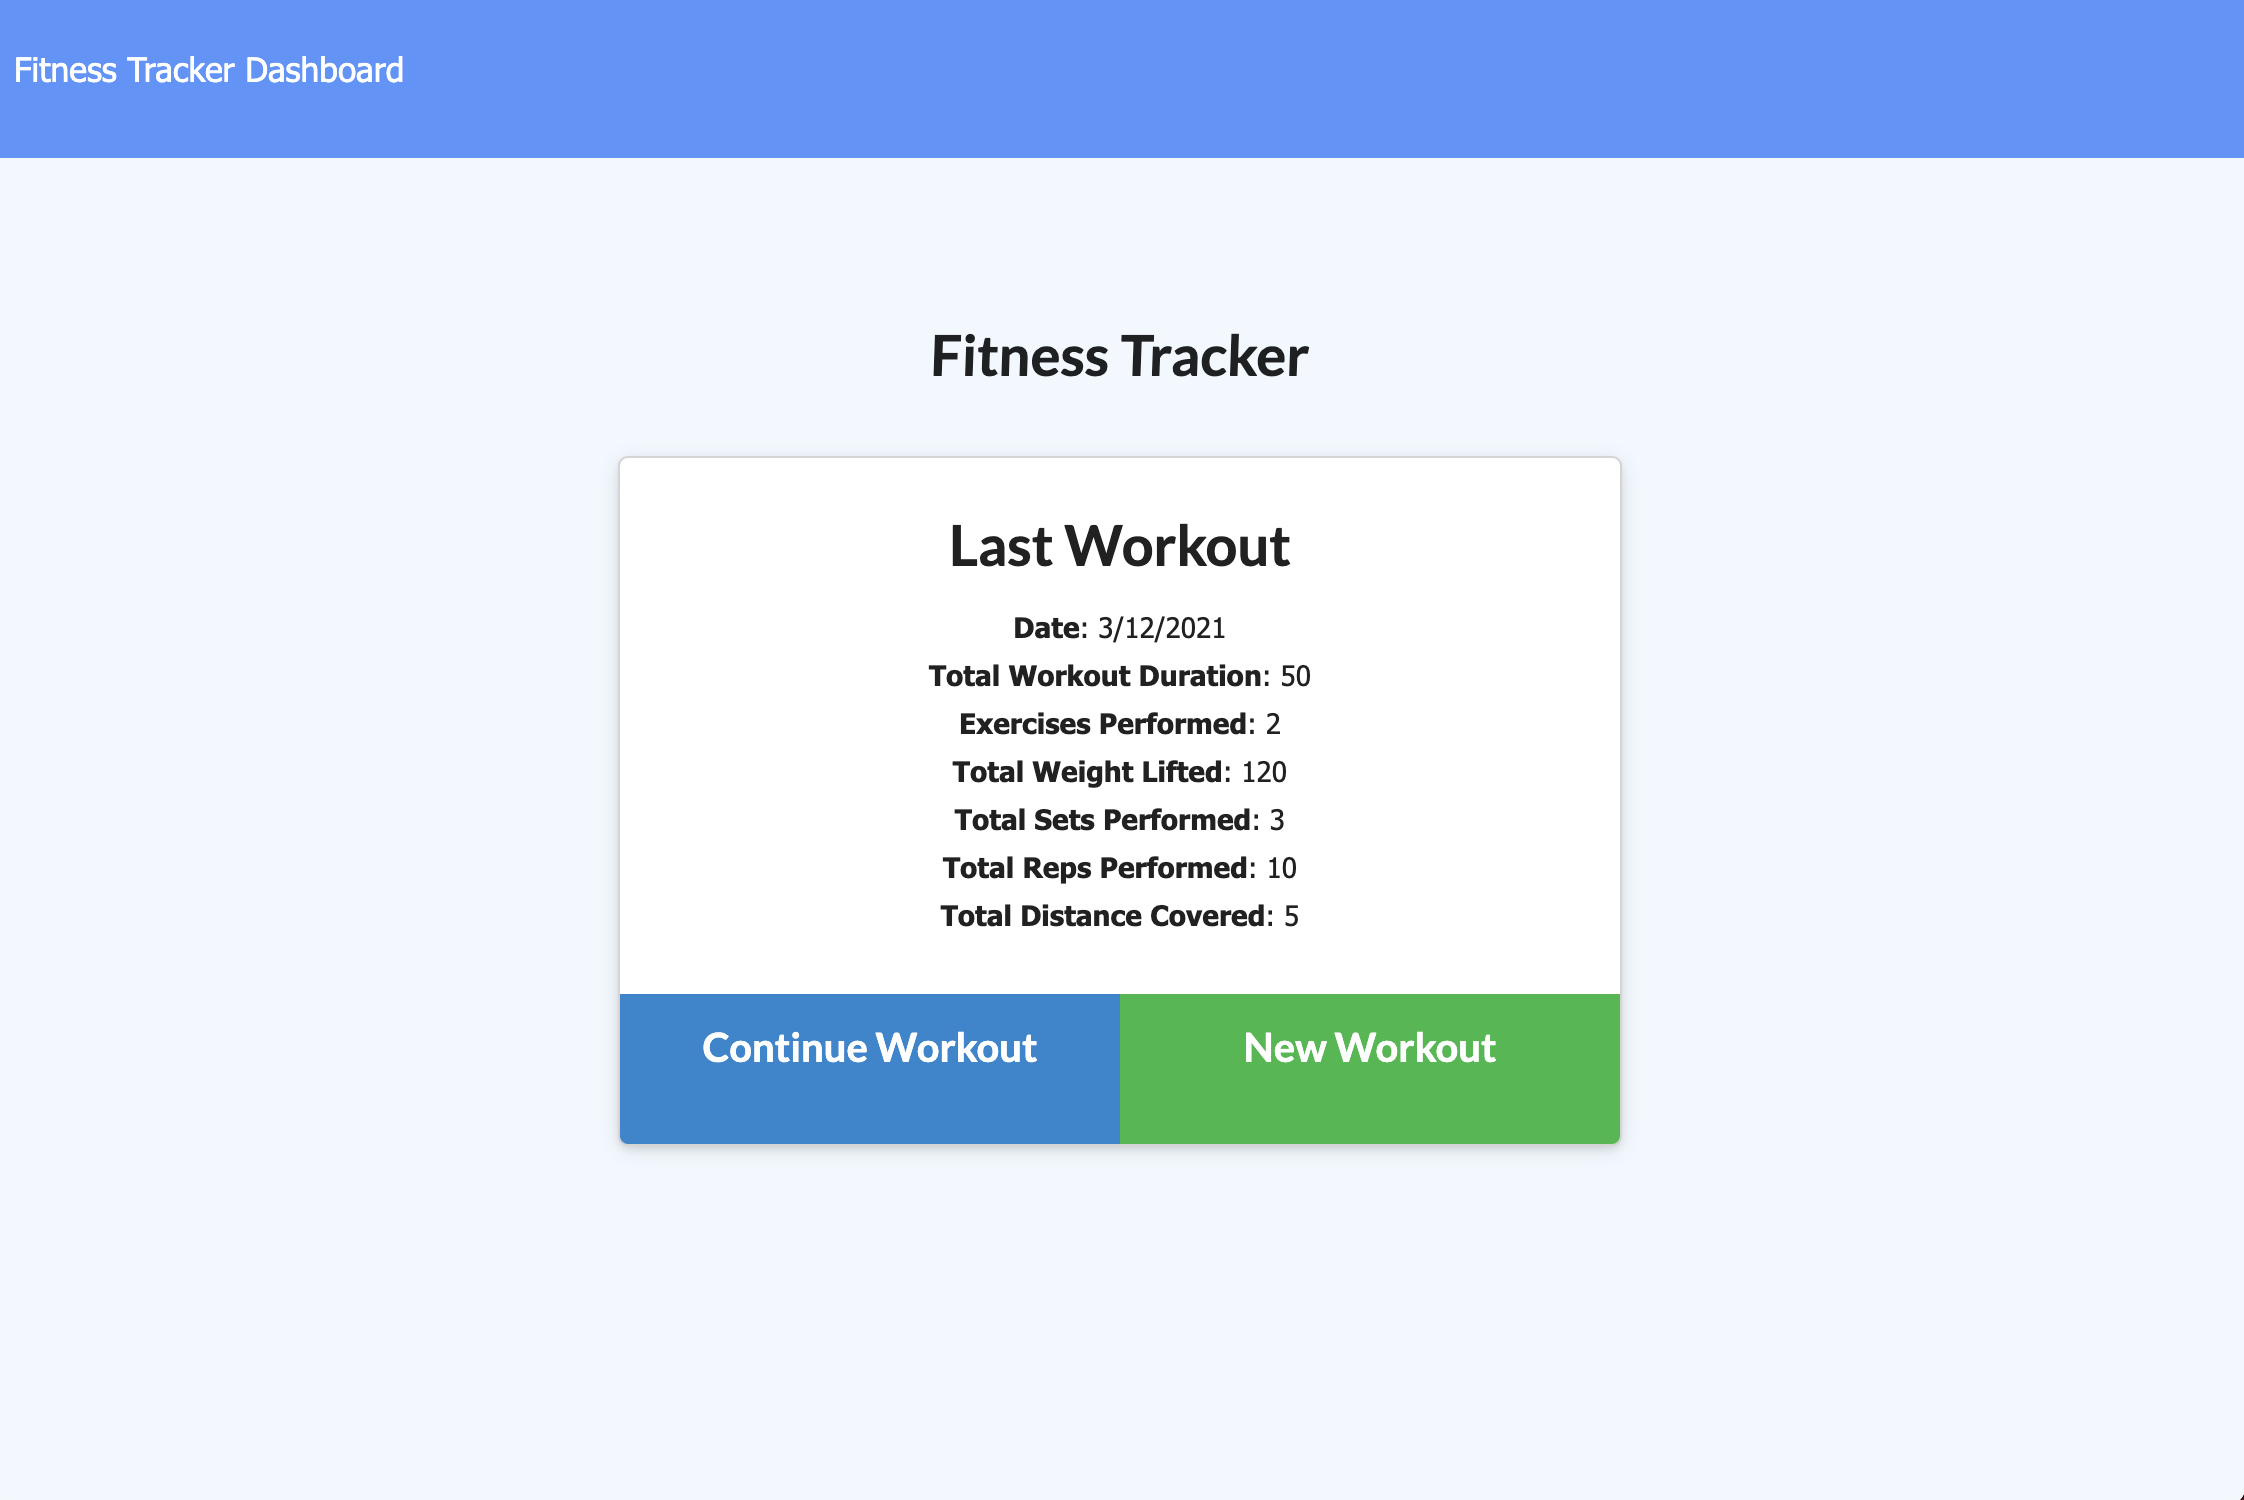 Fitness Tracker Dashboard
Fitness Tracker
Last Workout
Date: 3/12/2021
Total Workout Duration: 50
Exercises Performed: 2
Total Weight Lifted: 120
Total Sets Performed: 3
Total Reps Performed: 10
Total Distance Covered: 5
Continue Workout
New Workout